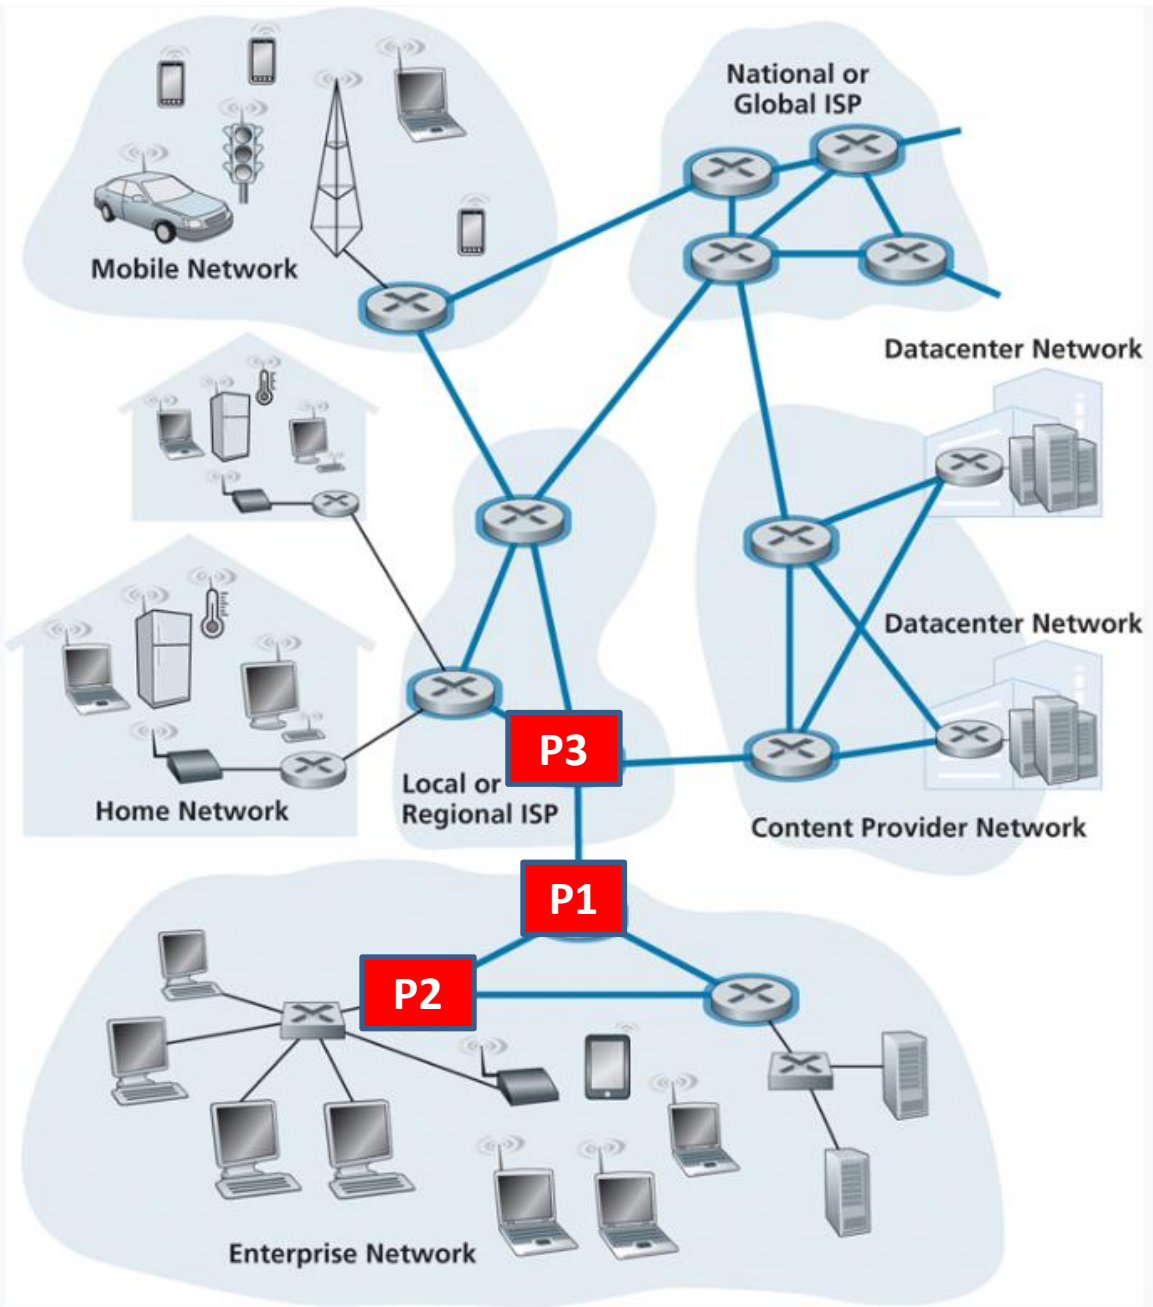 National or
Global ISP
Mobile Network
Datacenter Network
Datacenter Network
P3
Local or
Regional ISP
Home Network
Content Provider Network
P1
P2
Enterprise Network